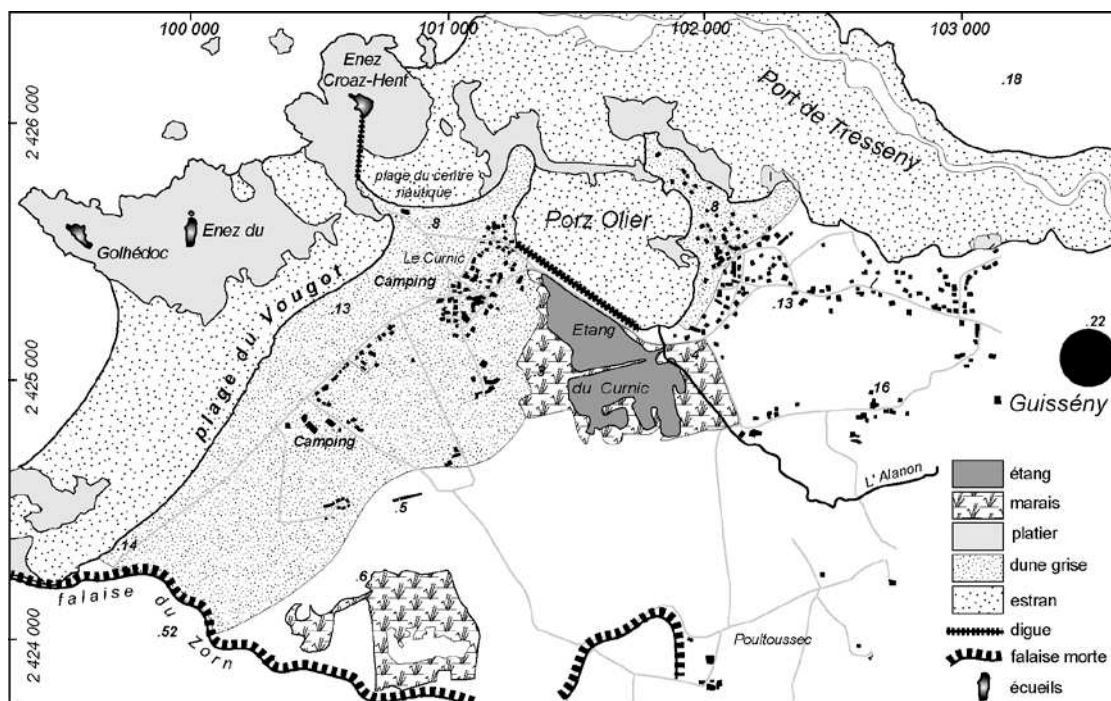 100 000
101 000
102 000
103 000
2 426 000
2 425 000
2 424 000
Enez
Croaz-Hent
.18
Port de Tresseny
plage du centre
nautique
Porz Olier
.8
8
Enez du
Golhédoc
Le Curnic
Camping
.13
.13
plage du Vougot
Etang
du Curnic
3
4
.22
16
Guissény
Camping
L' Alanon
.5
.14
falaise du Zorn
.6
.52
Poultoussec
étang
marais
platier
dune grise
estran
digue
falaise morte
écueils